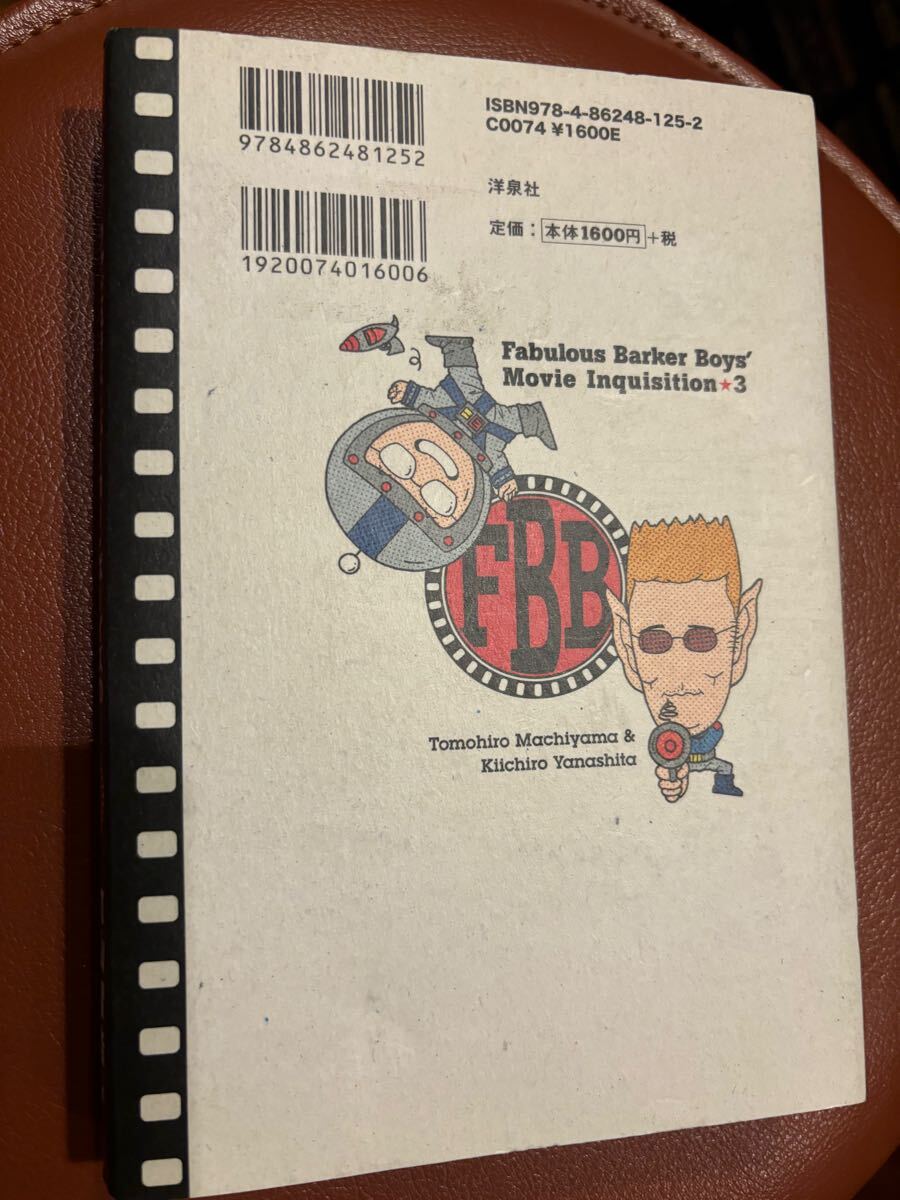 9784862481252
ISBN978-4-86248-125-2
C0074 ¥1600E
1920074016006
洋泉社
定価：本体1600円+税
Fabulous Barker Boys'
Movie Inquisition★3
FBB
Tomohiro Machiyama &
Kiichiro Yanashita